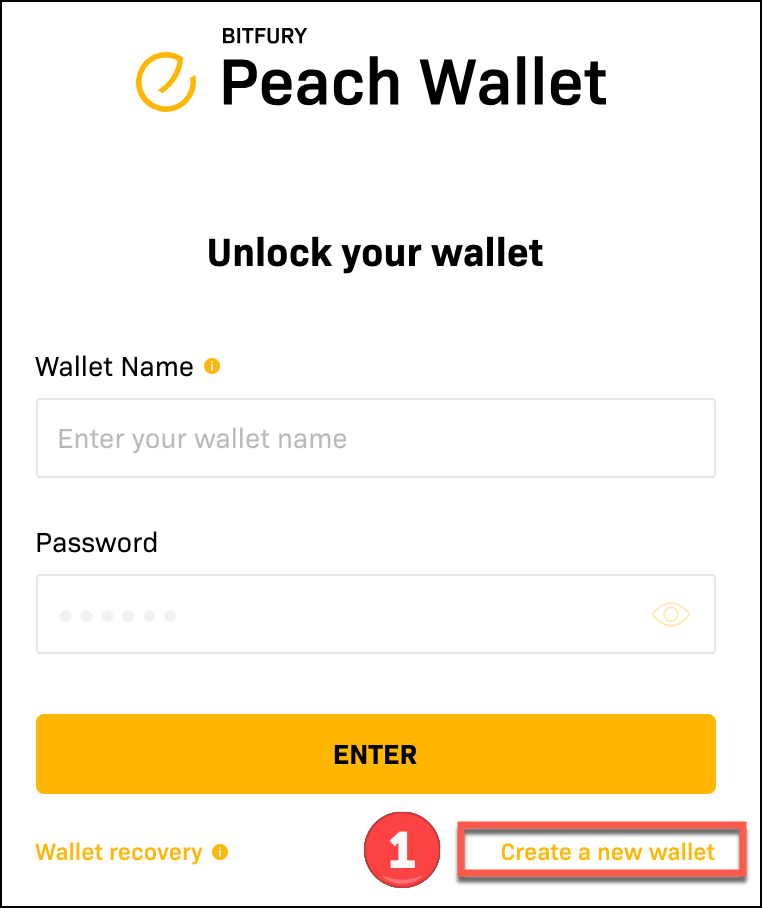 BITFURY
Peach Wallet
Unlock your wallet
Wallet Name
Enter your wallet name
Password
ENTER
Wallet recovery
1
Create a new wallet